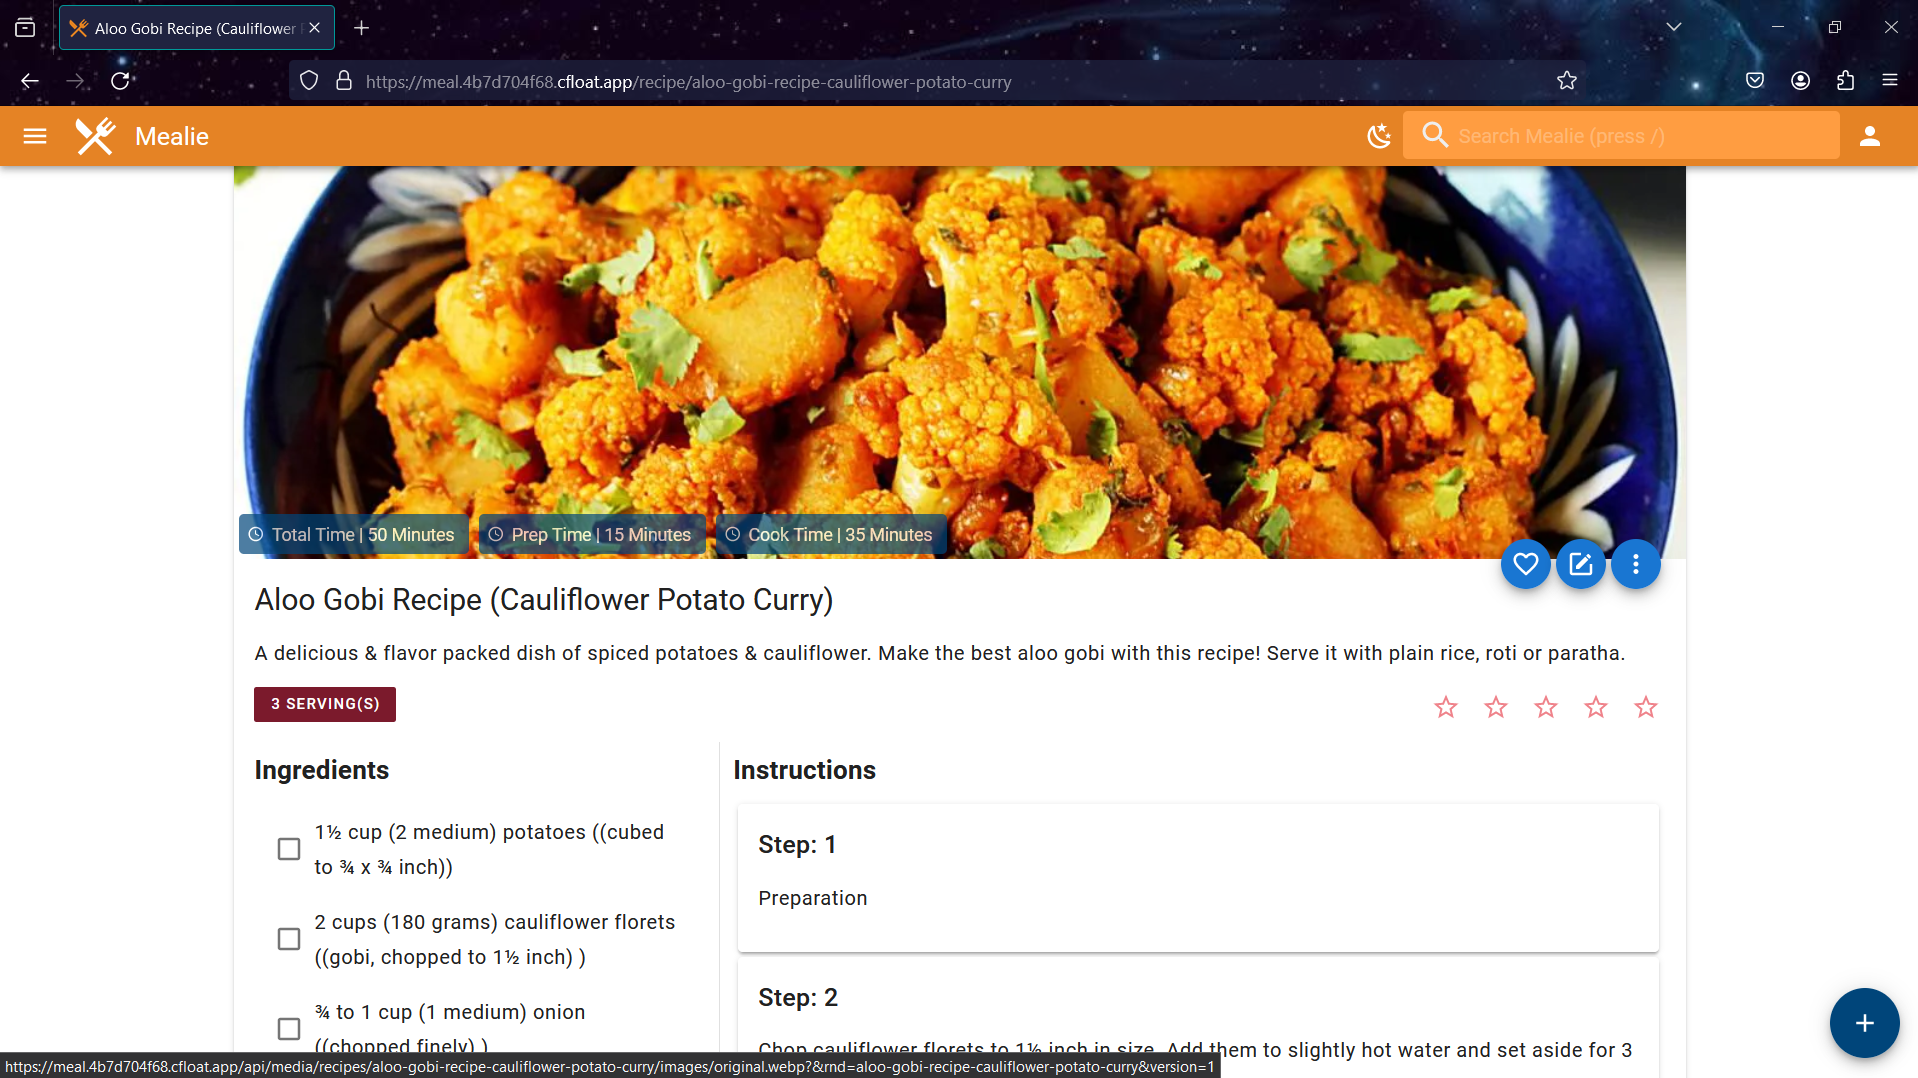 Aloo Gobi Recipe (Cauliflower
https://meal.4b7d704f68.cfloat.app/recipe/aloo-gobi-recipe-cauliflower-potato-curry
Mealie
Search Mealie (press /)
Total Time | 50 Minutes
Prep Time | 15 Minutes
Cook Time | 35 Minutes
Aloo Gobi Recipe (Cauliflower Potato Curry)
A delicious & flavor packed dish of spiced potatoes & cauliflower. Make the best aloo gobi with this recipe! Serve it with plain rice, roti or paratha.
3 SERVING(S)
Ingredients
1½ cup (2 medium) potatoes ((cubed
to ¾ x ¾ inch))
2 cups (180 grams) cauliflower florets
((gobi, chopped to 1½ inch) )
¾ to 1 cup (1 medium) onion
((chopped finely) )
Instructions
Step: 1
Preparation
Step: 2
Chop cauliflower florets to 1½ inch in size. Add them to slightly hot water and set aside for 3
https://meal.4b7d704f68.cfloat.app/api/media/recipes/aloo-gobi-recipe-cauliflower-potato-curry/images/original.webp?&rnd=aloo-gobi-recipe-cauliflower-potato-curry&version=1